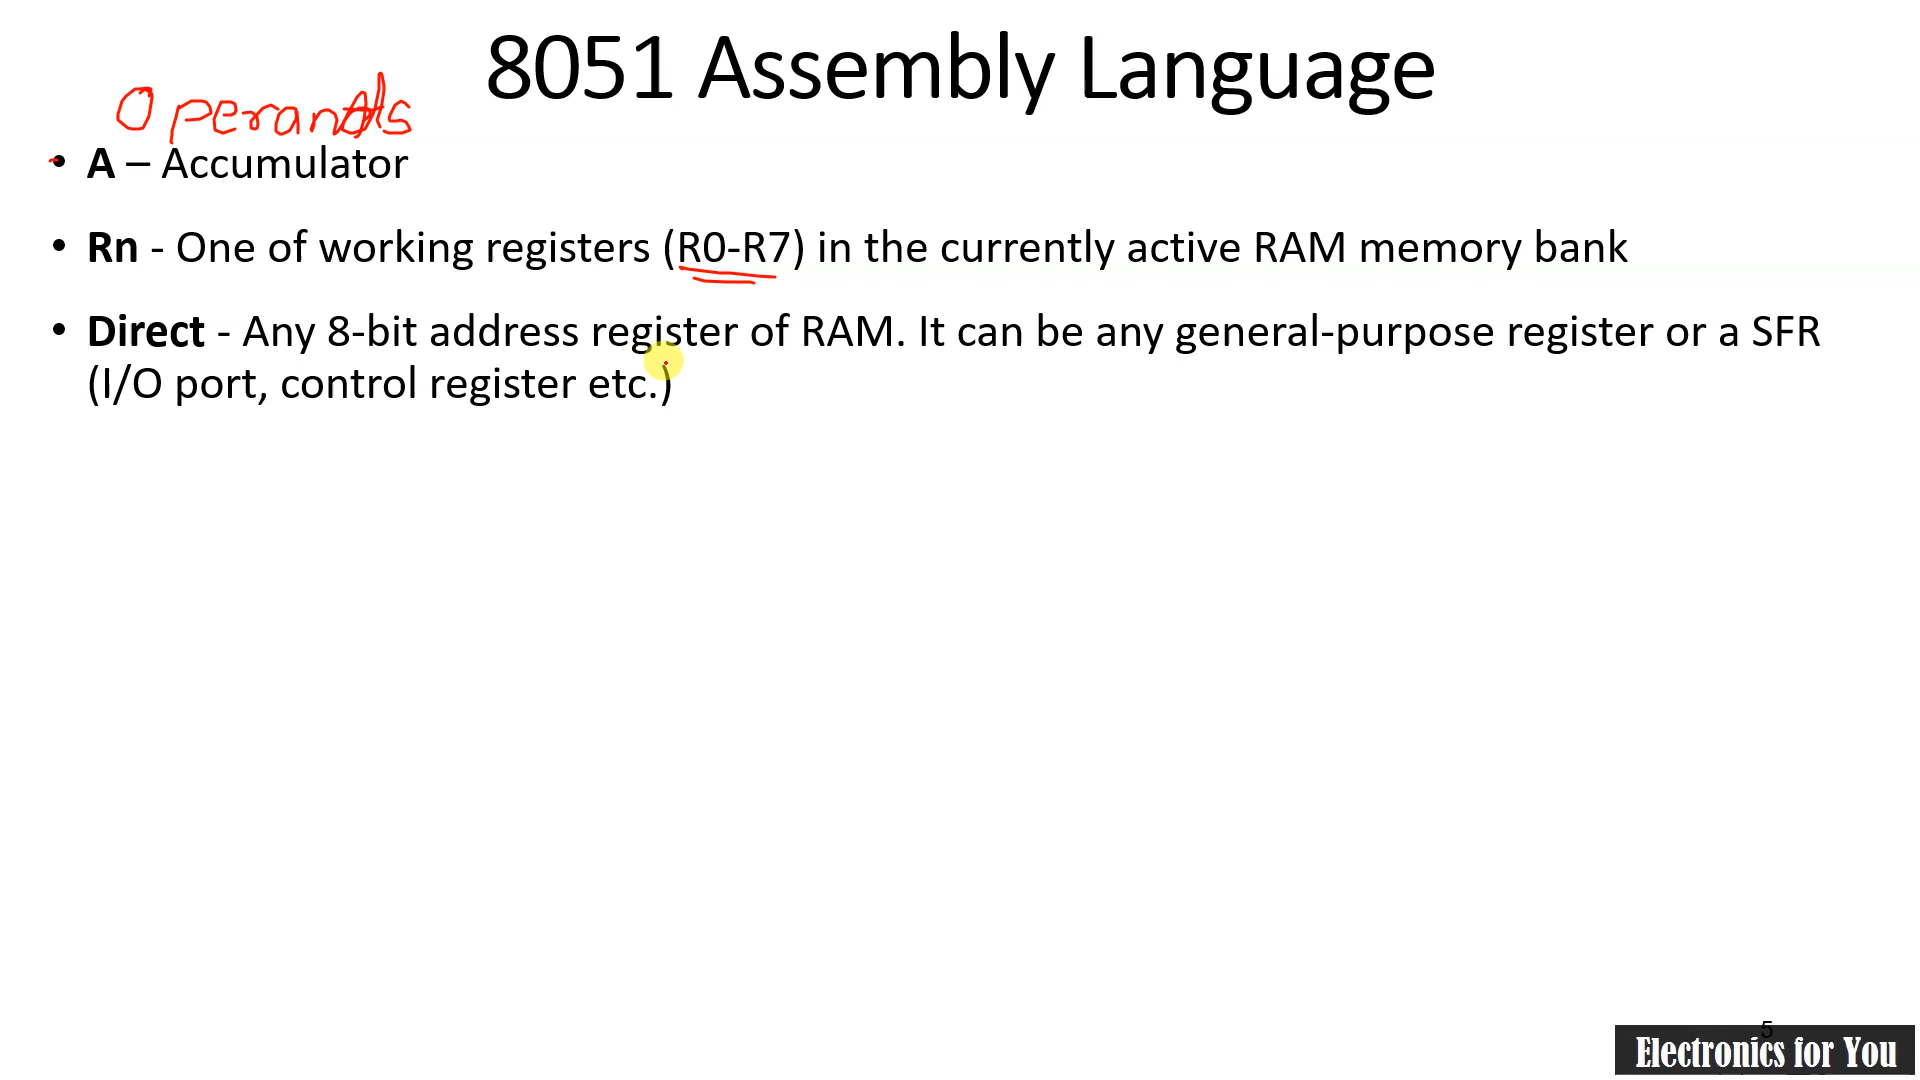 8051 Assembly Language
Operands
• A – Accumulator
• Rn - One of working registers (R0-R7) in the currently active RAM memory bank
• Direct - Any 8-bit address register of RAM. It can be any general-purpose register or a SFR
(I/O port, control register etc.)
5
Electronics for You